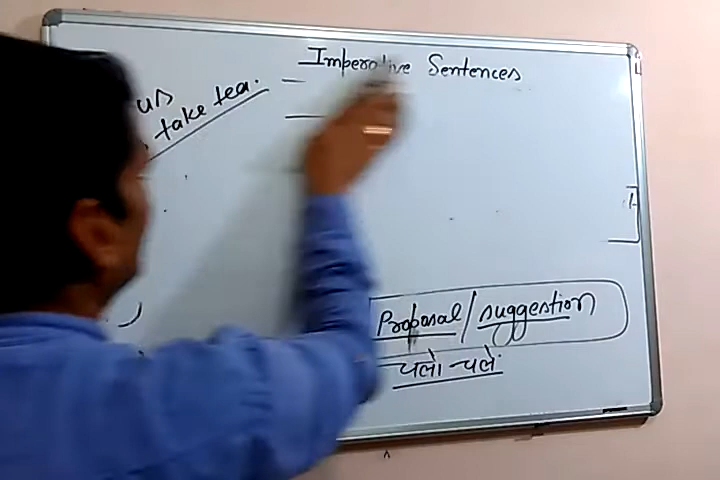 Imperative Sentences
us
take tea.
Proposal/suggestion
चलो-चले